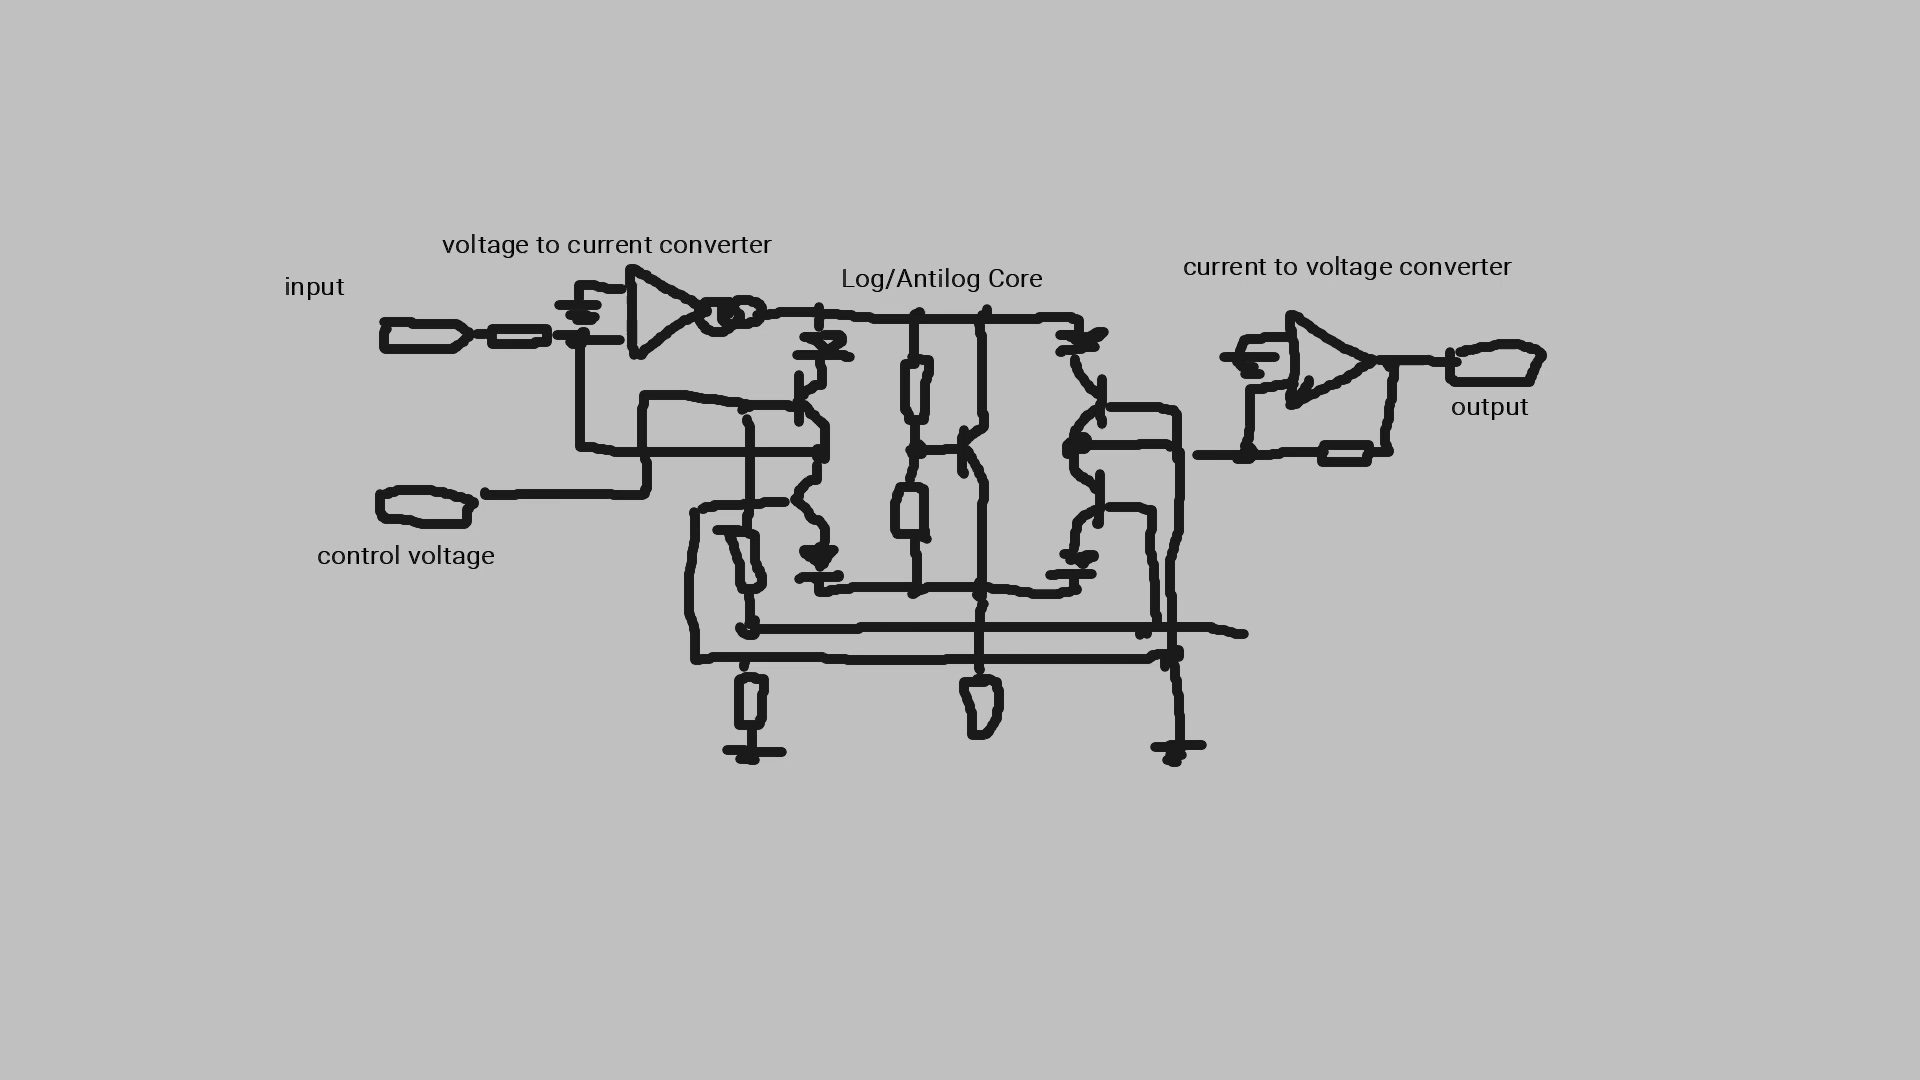 voltage to current converter
input
Log/Antilog Core
current to voltage converter
output
control voltage